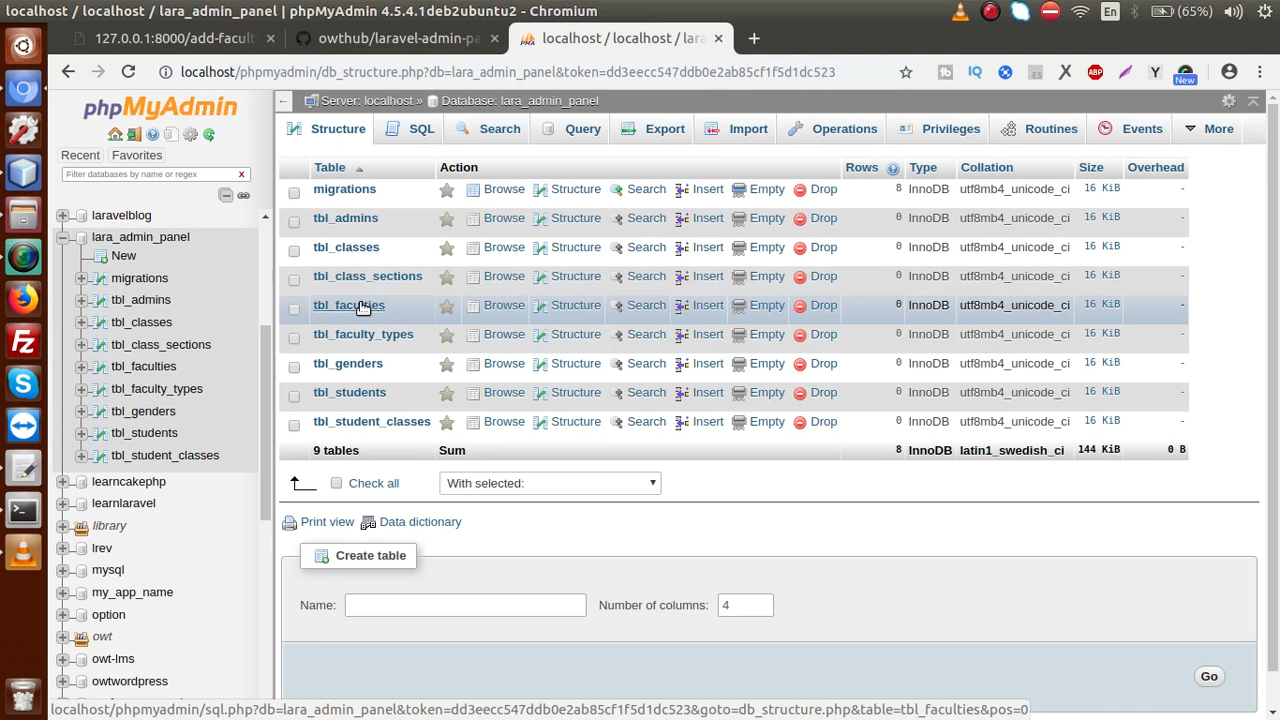 localhost / localhost / lara_admin_panel | phpMyAdmin 4.5.4.1deb2ubuntu2 - Chromium
En (65%)
127.0.0.1:8000/add-facult × owthub/laravel-admin-pa × localhost / localhost / lara ×
localhost/phpmyadmin/db_structure.php?db=lara_admin_panel&token=dd3eecc547ddb0e2ab85cf1f5d1dc523
IQ ABP Y New
phpMyAdmin
Recent Favorites
Filter databases by name or regex X
laravelblog
lara_admin_panel
New
migrations
tbl_admins
tbl_classes
tbl_class_sections
tbl_faculties
tbl_faculty_types
tbl_genders
tbl_students
tbl_student_classes
learncakephp
learnlaravel
library
lrev
mysql
my_app_name
option
owt
owt-lms
owtwordpress
Server: localhost » Database: lara_admin_panel
Structure SQL Search Query Export Import Operations Privileges Routines Events More
Table Action Rows Type Collation Size Overhead
migrations Browse Structure Search Insert Empty Drop 8 InnoDB utf8mb4_unicode_ci 16 KiB -
tbl_admins Browse Structure Search Insert Empty Drop 0 InnoDB utf8mb4_unicode_ci 16 KiB -
tbl_classes Browse Structure Search Insert Empty Drop 0 InnoDB utf8mb4_unicode_ci 16 KiB -
tbl_class_sections Browse Structure Search Insert Empty Drop 0 InnoDB utf8mb4_unicode_ci 16 KiB -
tbl_faculties Browse Structure Search Insert Empty Drop 0 InnoDB utf8mb4_unicode_ci 16 KiB -
tbl_faculty_types Browse Structure Search Insert Empty Drop 0 InnoDB utf8mb4_unicode_ci 16 KiB -
tbl_genders Browse Structure Search Insert Empty Drop 0 InnoDB utf8mb4_unicode_ci 16 KiB -
tbl_students Browse Structure Search Insert Empty Drop 0 InnoDB utf8mb4_unicode_ci 16 KiB -
tbl_student_classes Browse Structure Search Insert Empty Drop 0 InnoDB utf8mb4_unicode_ci 16 KiB -
9 tables Sum 8 InnoDB latin1_swedish_ci 144 KiB 0 B
Check all With selected:
Print view Data dictionary
Create table
Name: Number of columns: 4
Go
localhost/phpmyadmin/sql.php?db=lara_admin_panel&token=dd3eecc547ddb0e2ab85cf1f5d1dc523&goto=db_structure.php&table=tbl_faculties&pos=0